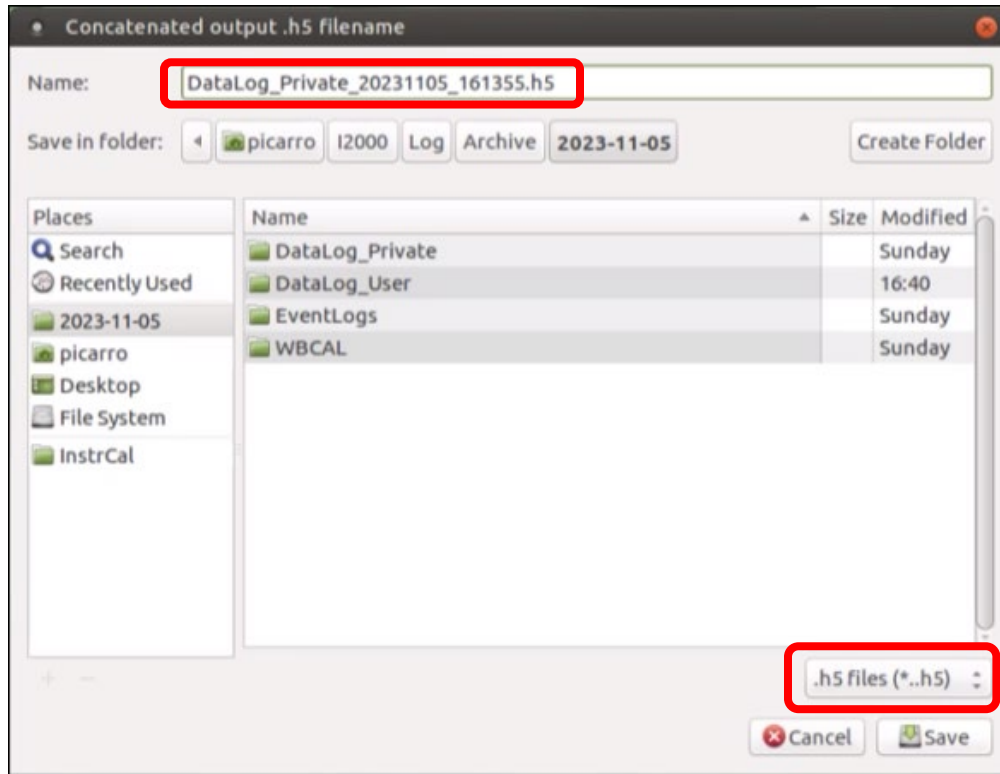 Concatenated output .h5 filename
Name: DataLog_Private_20231105_161355.h5
Save in folder: picarro I2000 Log Archive 2023-11-05 Create Folder
Places
Search
Recently Used
2023-11-05
picarro
Desktop
File System
InstrCal
Name Size Modified
DataLog_Private Sunday
DataLog_User 16:40
EventLogs Sunday
WBCAL Sunday
.h5 files (*..h5)
Cancel Save